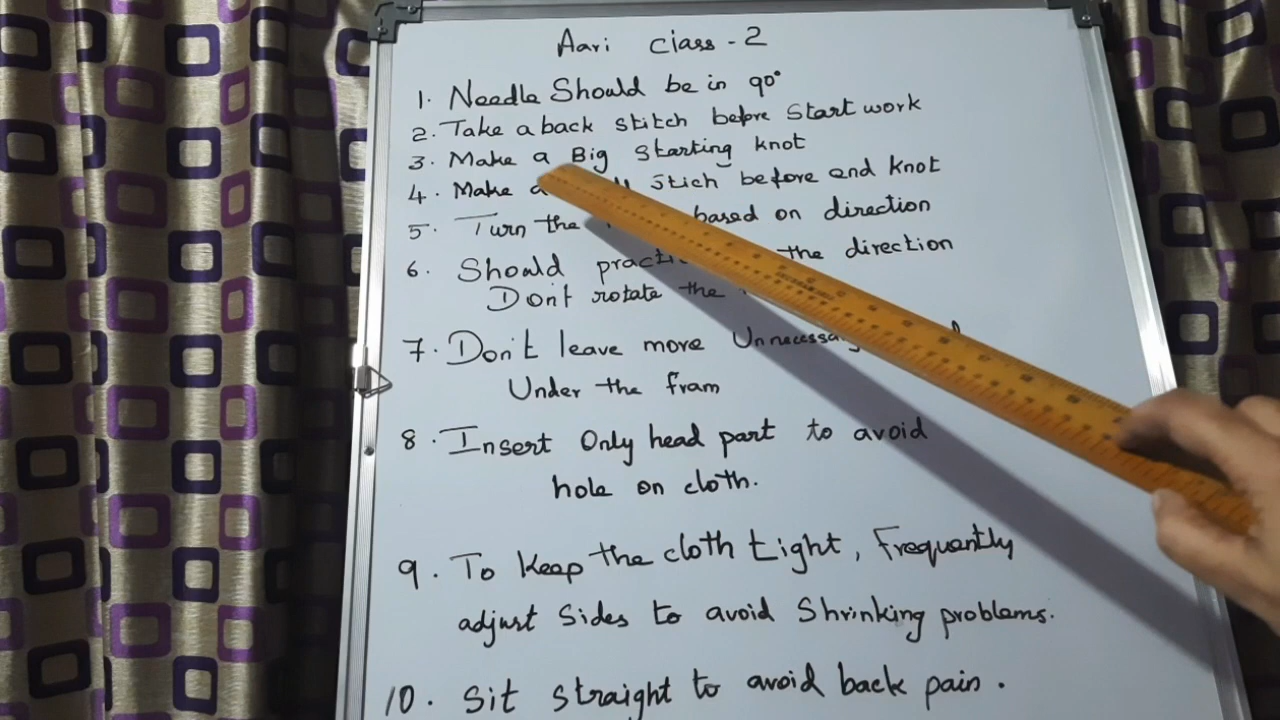 Aari class - 2
1. Needle Should be in 90°
2. Take a back stitch before Start work
3. Make a Big Starting knot
4. Make a Stich before end knot
5. Turn the based on direction
6. Should the direction
Don't rotate the
7. Don't leave more
Under the fram
8. Insert Only head part to avoid
hole on cloth.
9. To Keep the cloth tight, Frequently
adjust Sides to avoid Shrinking problems.
10. Sit straight to avoid back pain.